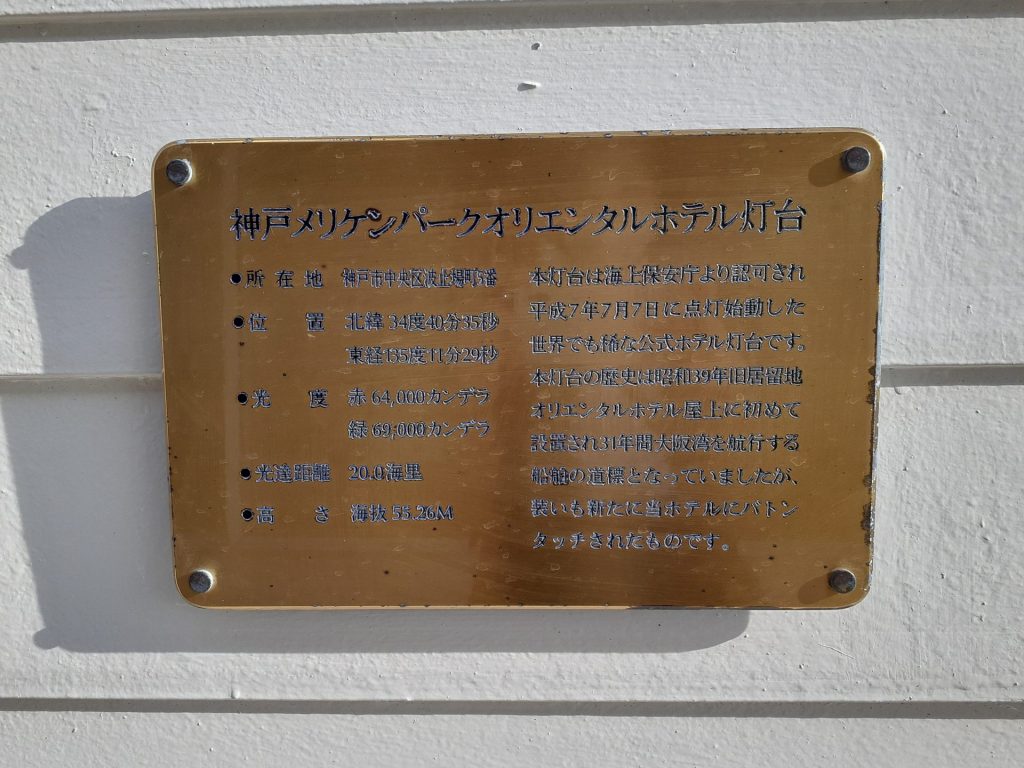 神戸メリケンパークオリエンタルホテル灯台
●所在地 神戸市中央区波止場町5番
●位置 北緯34度40分35秒
東経135度11分29秒
●光度 赤64,000カンデラ
緑69,000カンデラ
●光達距離 20.0海里
●高さ 海抜55.26M
本灯台は海上保安庁より認可され
平成7年7月7日に点灯始動した
世界でも稀な公式ホテル灯台です。
本灯台の歴史は昭和39年旧居留地
オリエンタルホテル屋上に初めて
設置され31年間大阪湾を航行する
船舶の道標となっていましたが、
装いも新たに当ホテルにバトン
タッチされたものです。